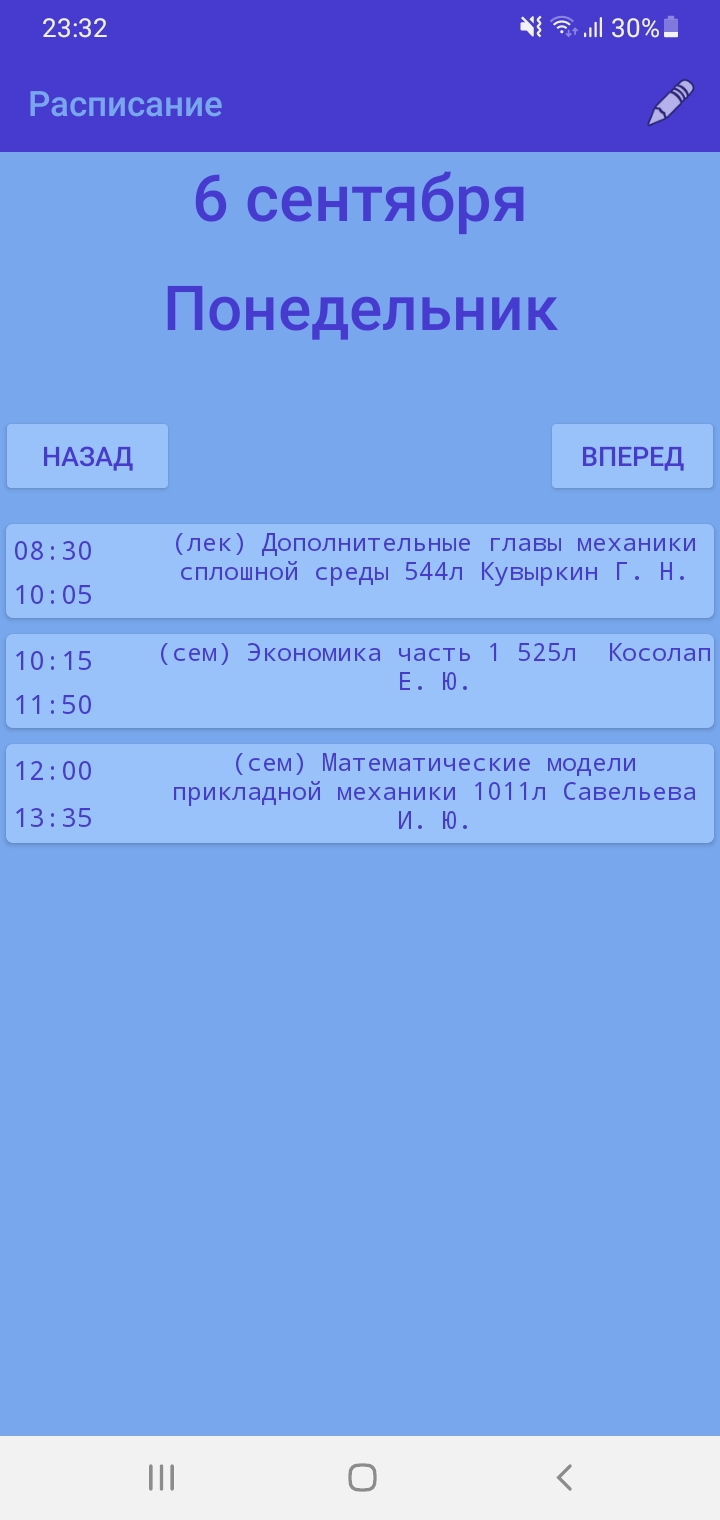 23:32 30%
Расписание
6 сентября
Понедельник
НАЗАД ВПЕРЕД
08:30 (лек) Дополнительные главы механики
сплошной среды 544л Кувыркин Г. Н.
10:05
10:15 (сем) Экономика часть 1 525л Косолап
Е. Ю.
11:50
12:00 (сем) Математические модели
прикладной механики 1011л Савельева
13:35 И. Ю.